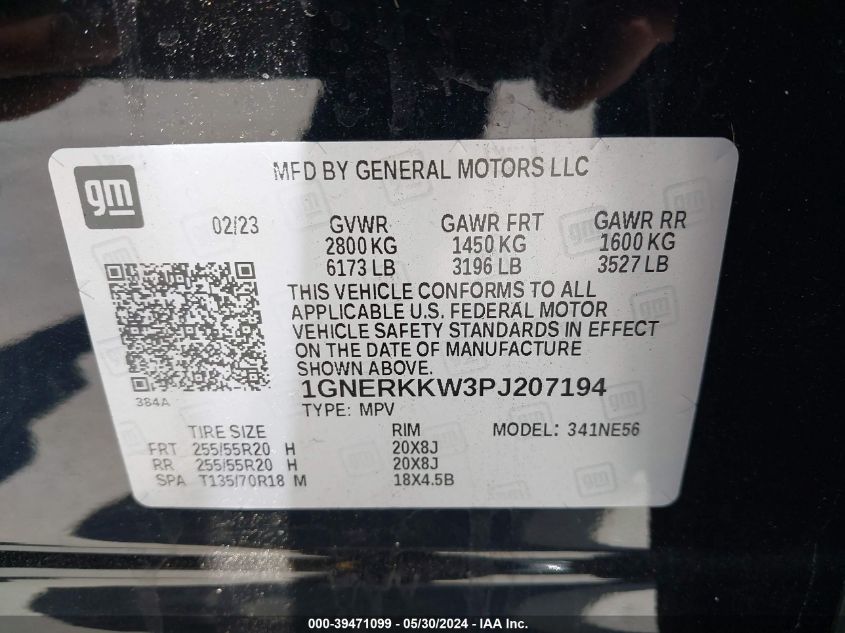 gm
MFD BY GENERAL MOTORS LLC
02/23 GVWR GAWR FRT GAWR RR
2800 KG 1450 KG 1600 KG
6173 LB 3196 LB 3527 LB
THIS VEHICLE CONFORMS TO ALL
APPLICABLE U.S. FEDERAL MOTOR
VEHICLE SAFETY STANDARDS IN EFFECT
ON THE DATE OF MANUFACTURE
SHOWN ABOVE.
384A
1GNERKKW3PJ207194
TYPE: MPV
TIRE SIZE RIM MODEL: 341NE56
FRT 255/55R20 H 20X8J
RR 255/55R20 H 20X8J
SPA T135/70R18 M 18X4.5B
000-39471099 / 05/30/2024 - IAA Inc.